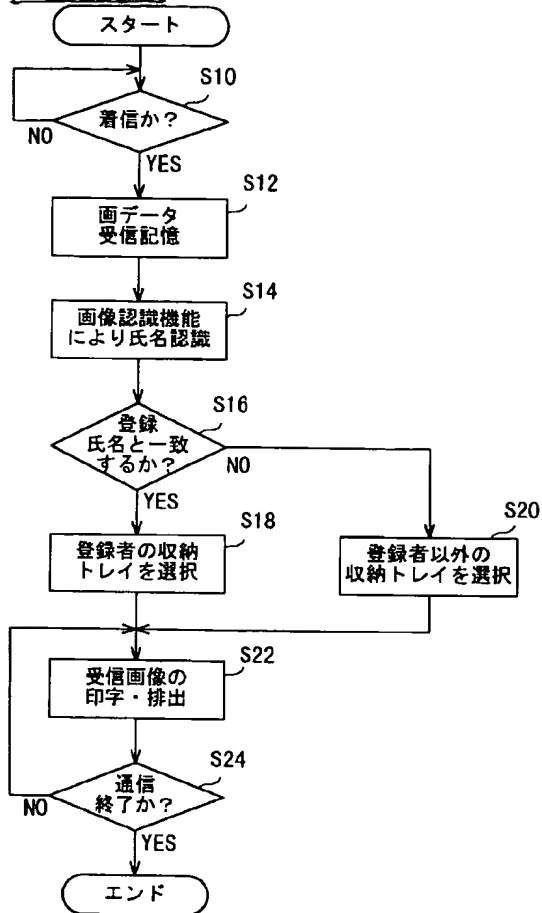 スタート
S10
着信か？
NO
YES
S12
画データ
受信記憶
S14
画像認識機能
により氏名認識
S16
登録
氏名と一致
するか？
NO
YES
S18
登録者の収納
トレイを選択
S20
登録者以外の
収納トレイを選択
S22
受信画像の
印字・排出
S24
通信
終了か？
NO
YES
エンド